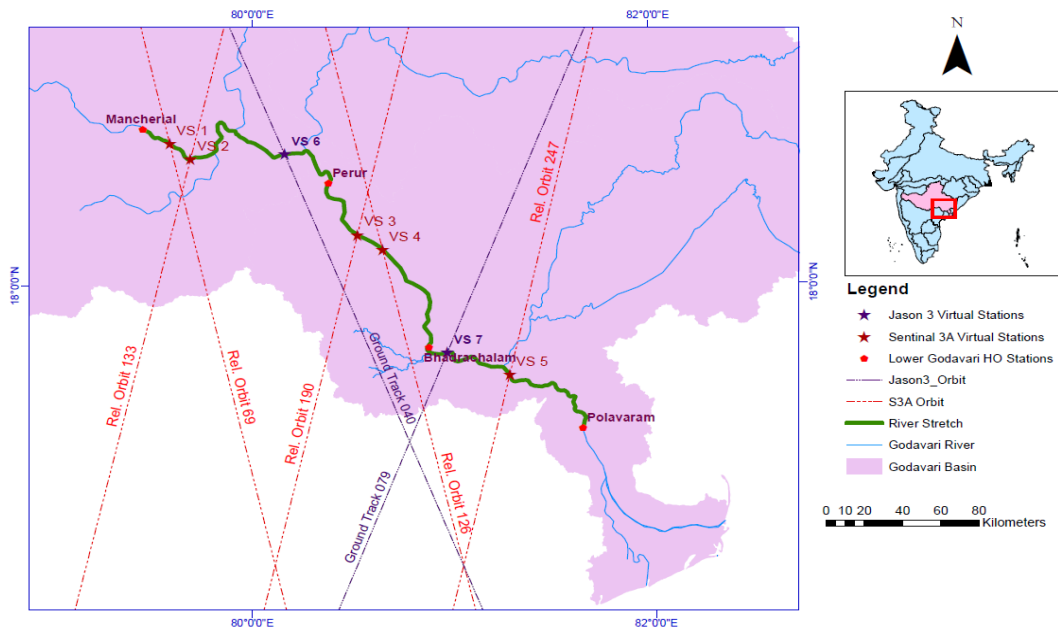 80°0'0"E
82°0'0"E
N
Mancherial
VS 1
VS 2
VS 6
Perur
Rel. Orbit 247
VS 3
VS 4
18°0'0"N
18°0'0"N
Legend
Jason 3 Virtual Stations
Sentinal 3A Virtual Stations
Lower Godavari HO Stations
Jason3_Orbit
S3A Orbit
River Stretch
Godavari River
Godavari Basin
VS 7
Bhadrachalam
VS 5
Ground Track 040
Rel. Orbit 133
Rel. Orbit 69
Rel. Orbit 190
Polavaram
Rel. Orbit 126
Ground Track 079
0 10 20 40 60 80
Kilometers
80°0'0"E
82°0'0"E